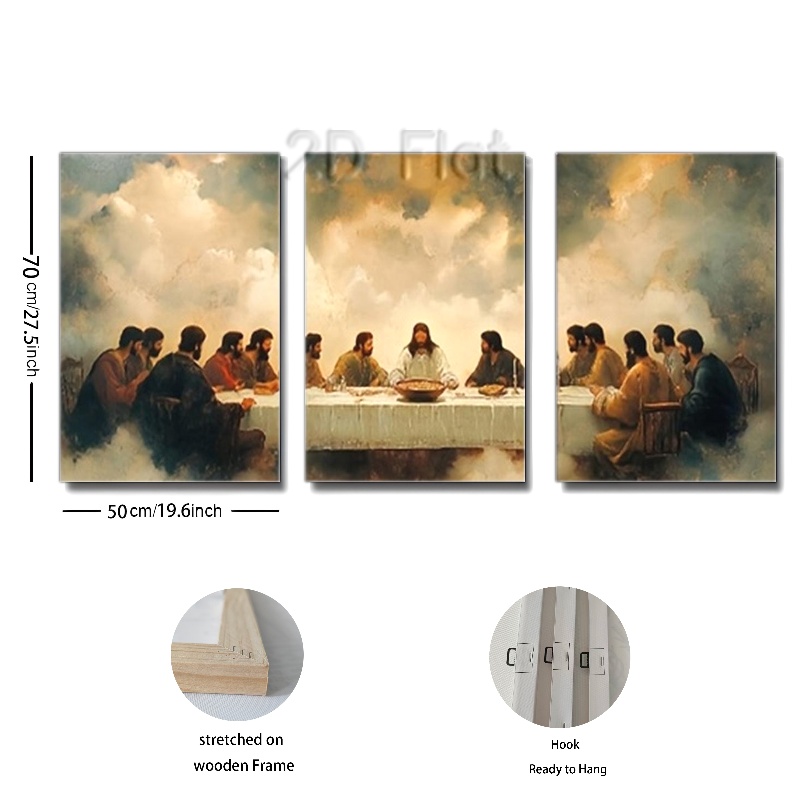 2D Flat
70cm/27.5inch
50cm/19.6inch
stretched on
wooden Frame
Hook
Ready to Hang